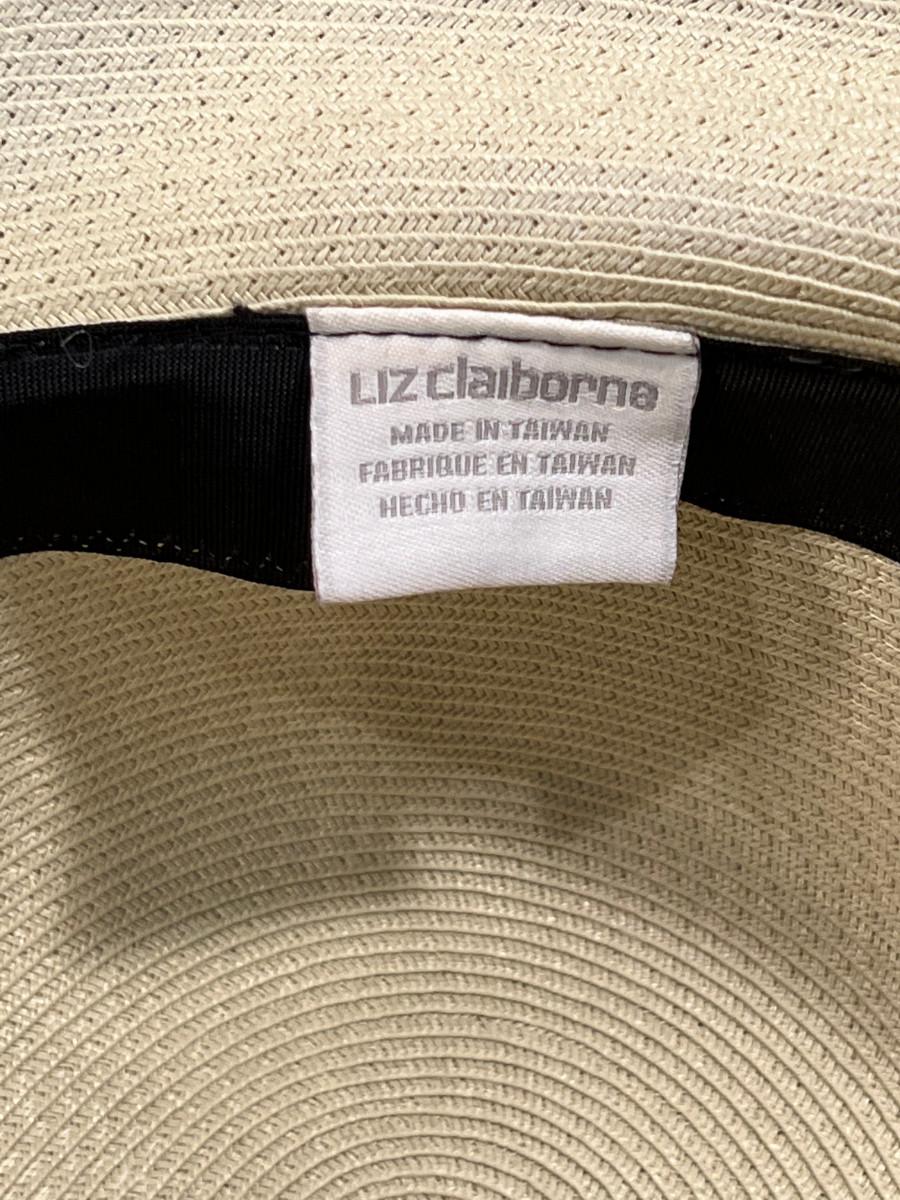 Liz claiborne
MADE IN TAIWAN
FABRIQUE EN TAIWAN
HECHO EN TAIWAN